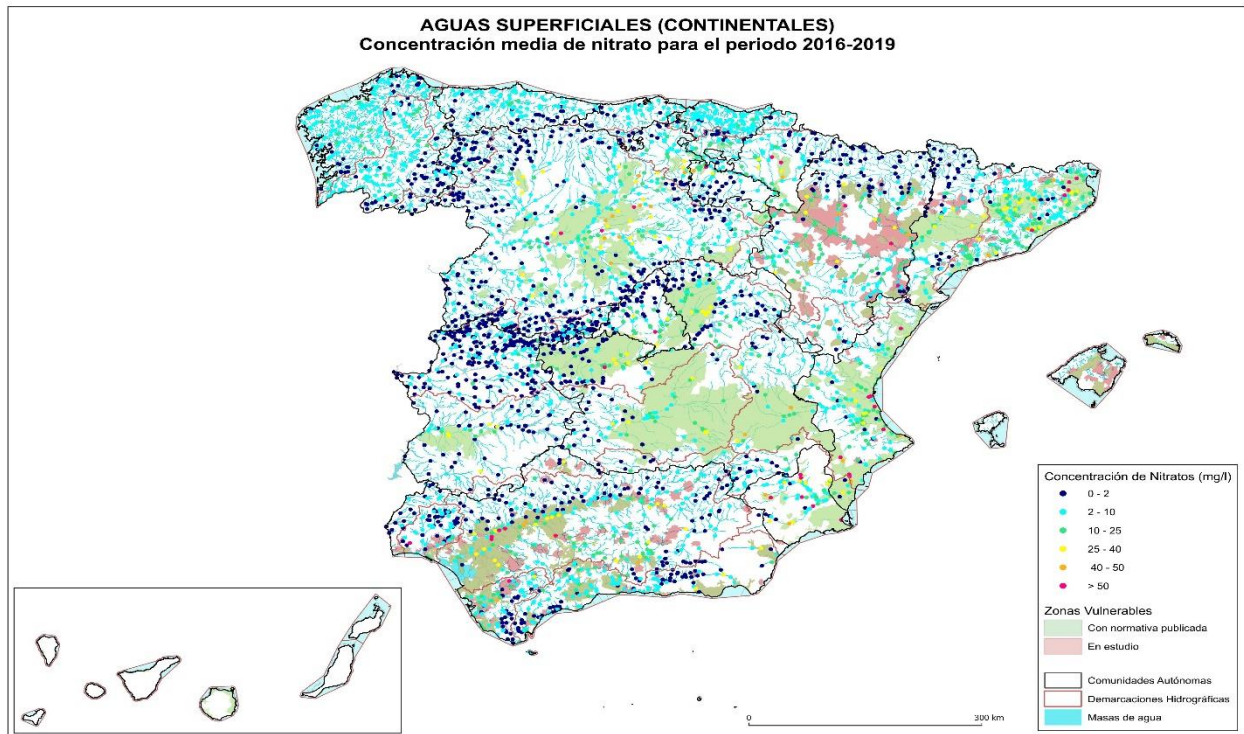 AGUAS SUPERFICIALES (CONTINENTALES)
Concentración media de nitrato para el periodo 2016-2019
Concentración de Nitratos (mg/l)
0 - 2
2 - 10
10 - 25
25 - 40
40 - 50
> 50
Zonas Vulnerables
Con normativa publicada
En estudio
Comunidades Autónomas
Demarcaciones Hidrográficas
Masas de agua
0 300 km